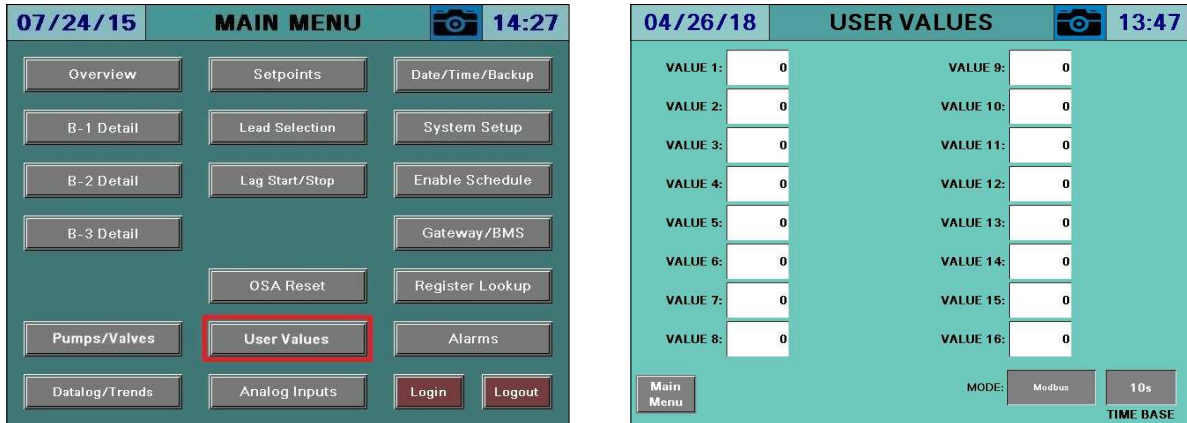 07/24/15 MAIN MENU 14:27
Overview Setpoints Date/Time/Backup
B-1 Detail Lead Selection System Setup
B-2 Detail Lag Start/Stop Enable Schedule
B-3 Detail Gateway/BMS
OSA Reset Register Lookup
Pumps/Valves User Values Alarms
Datalog/Trends Analog Inputs Login Logout
04/26/18 USER VALUES 13:47
VALUE 1: 0 VALUE 9: 0
VALUE 2: 0 VALUE 10: 0
VALUE 3: 0 VALUE 11: 0
VALUE 4: 0 VALUE 12: 0
VALUE 5: 0 VALUE 13: 0
VALUE 6: 0 VALUE 14: 0
VALUE 7: 0 VALUE 15: 0
VALUE 8: 0 VALUE 16: 0
Main
Menu
MODE: Modbus 10s
TIME BASE